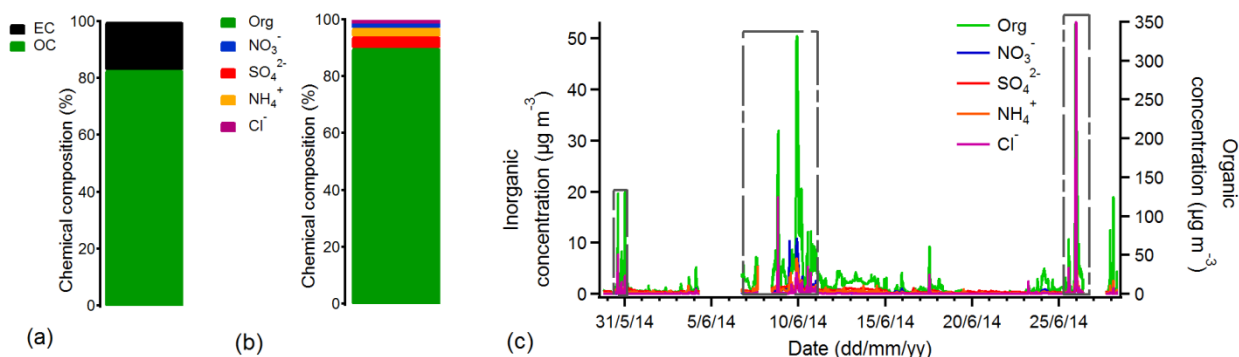 EC
OC
Chemical composition (%)
100
80
60
40
20
0
(a)
Org
NO₃⁻
SO₄²⁻
NH₄⁺
Cl⁻
Chemical composition (%)
100
80
60
40
20
0
(b)
Inorganic
concentration (µg m⁻³)
50
40
30
20
10
0
Org
NO₃⁻
SO₄²⁻
NH₄⁺
Cl⁻
350
300
250
200
150
100
50
0
Organic
concentration (µg m⁻³)
31/5/14 5/6/14 10/6/14 15/6/14 20/6/14 25/6/14
Date (dd/mm/yy)
(c)